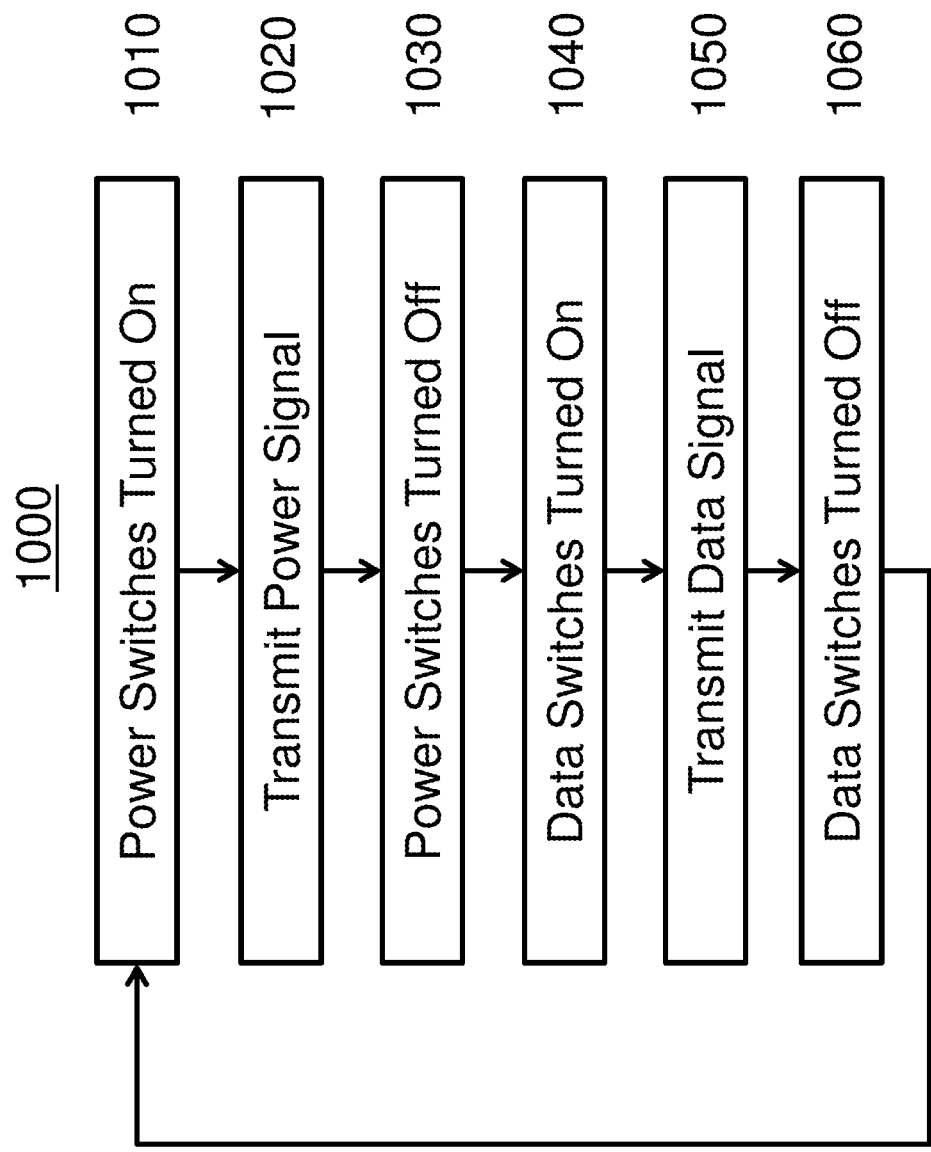 1000
Power Switches Turned On 1010
Transmit Power Signal 1020
Power Switches Turned Off 1030
Data Switches Turned On 1040
Transmit Data Signal 1050
Data Switches Turned Off 1060